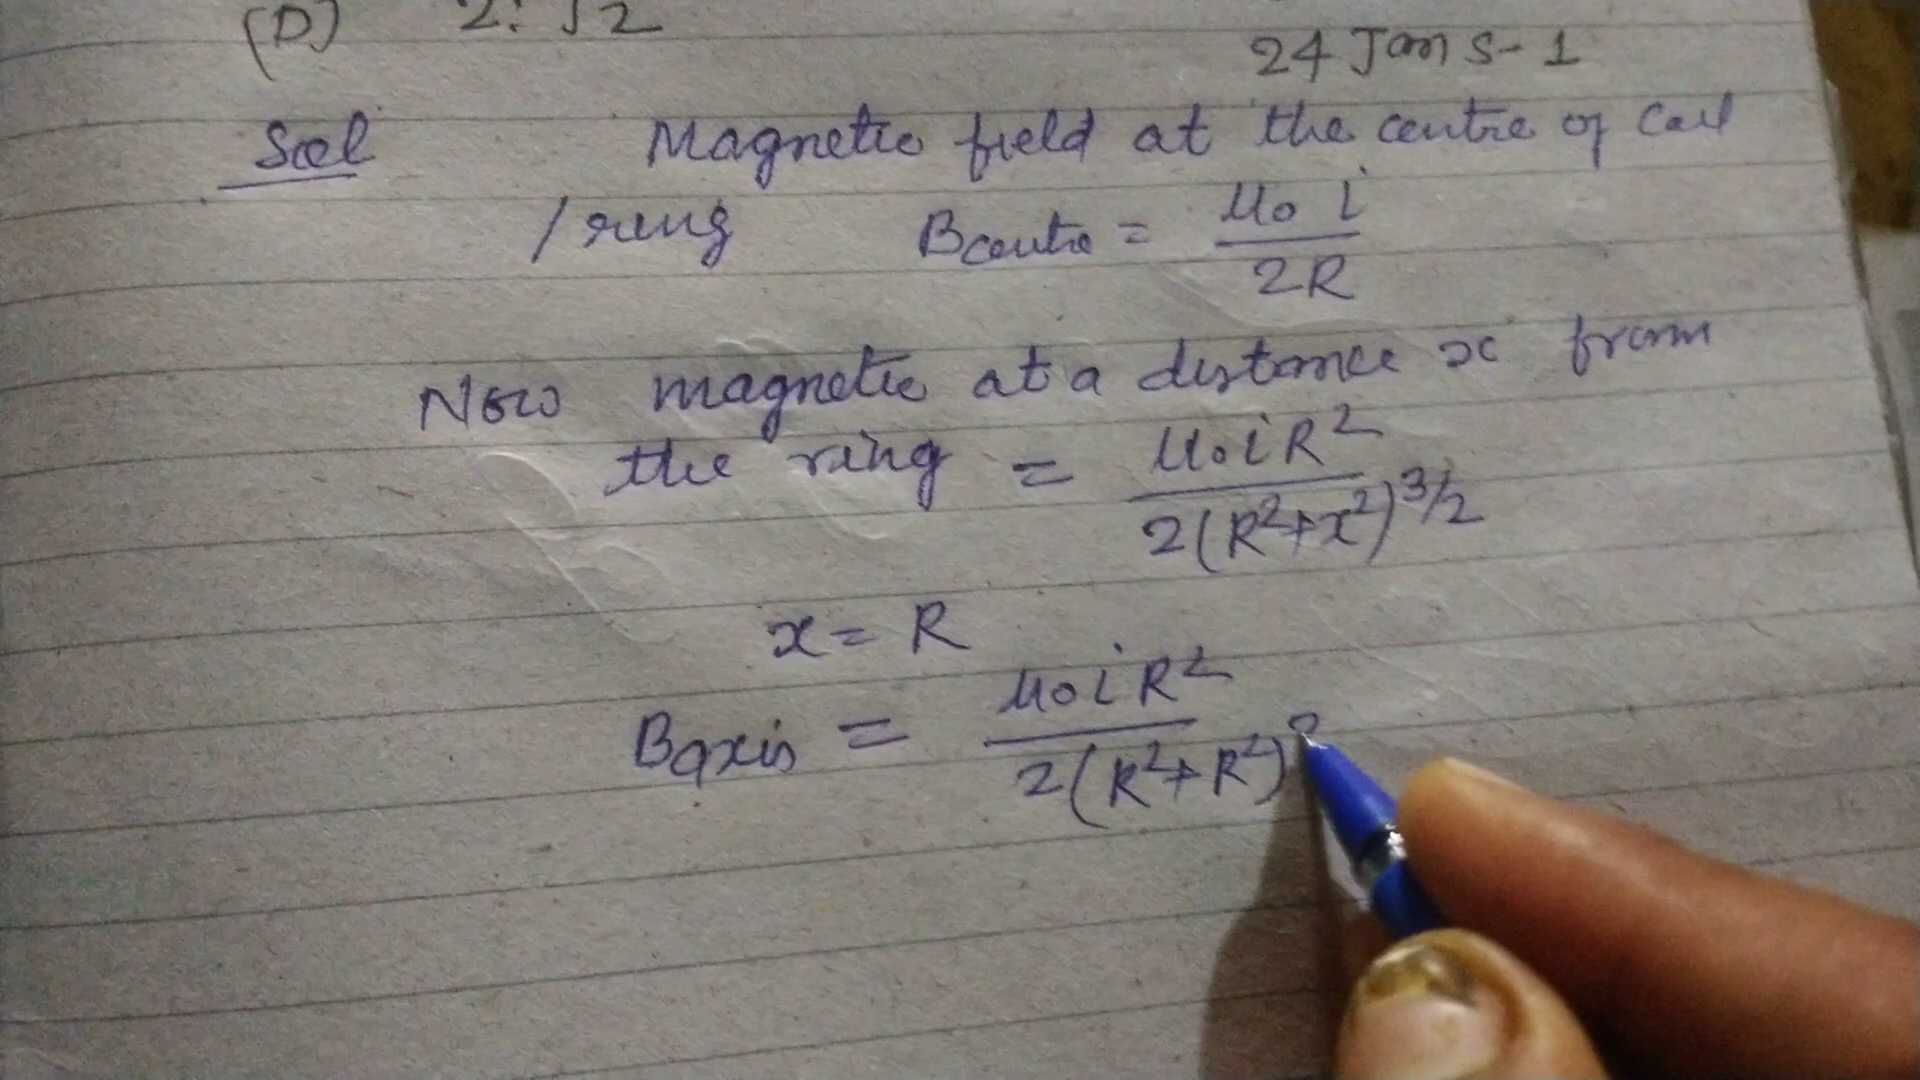 (D) 2:√2
24 Jan S-1
Sol Magnetic field at the centre of coil
/ring Bcentre = μ0 i / 2R
Now magnetic at a distance x from
the ring = μ0 i R² / 2(R²+x²)^3/2
x = R
Baxis = μ0 i R² / 2(R²+R²)